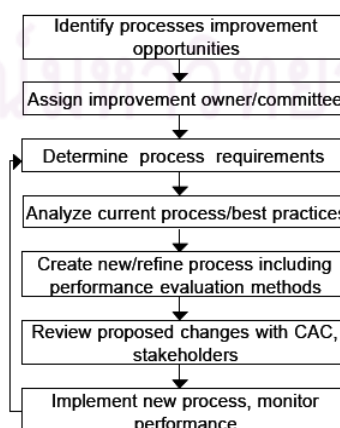 Identify processes improvement
opportunities
Assign improvement owner/committee
Determine process requirements
Analyze current process/best practices
Create new/refine process including
performance evaluation methods
Review proposed changes with CAC,
stakeholders
Implement new process, monitor
performance